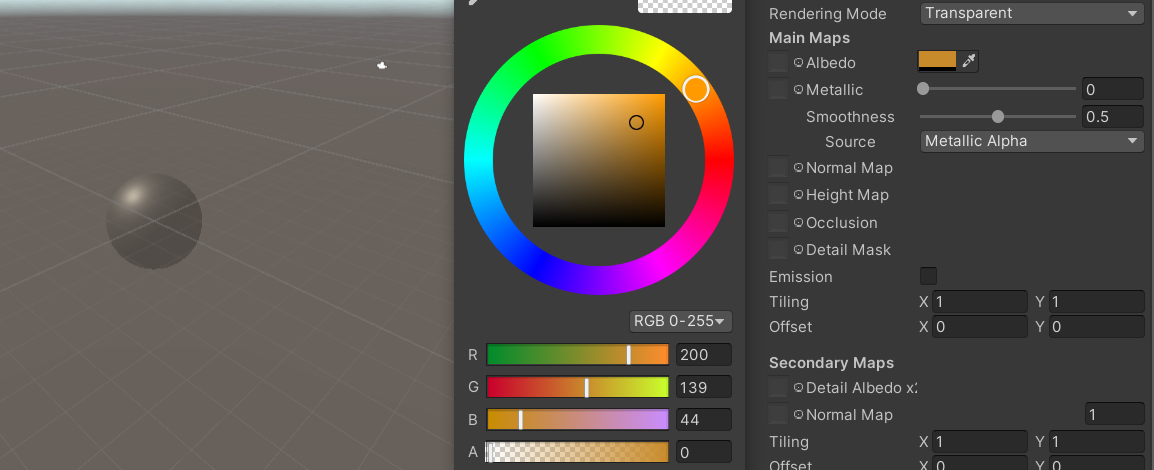 Rendering Mode Transparent
Main Maps
Albedo
Metallic 0
Smoothness 0.5
Source Metallic Alpha
Normal Map
Height Map
Occlusion
Detail Mask
Emission
Tiling X 1 Y 1
Offset X 0 Y 0
Secondary Maps
Detail Albedo x2
Normal Map 1
Tiling X 1 Y 1
Offset X 0 Y 0
RGB 0-255
R 200
G 139
B 44
A 0